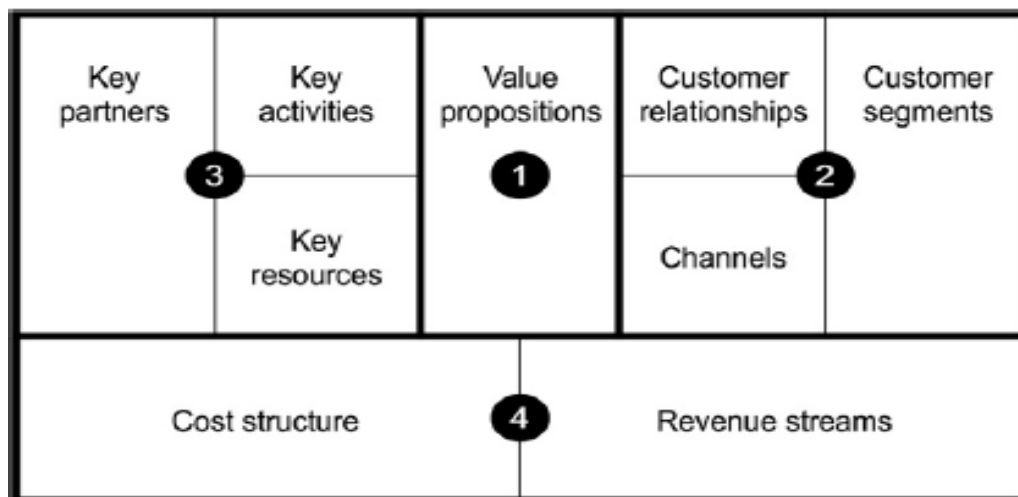 Key
partners
Key
activities
Value
propositions
Customer
relationships
Customer
segments
3
1
2
Key
resources
Channels
Cost structure
4
Revenue streams